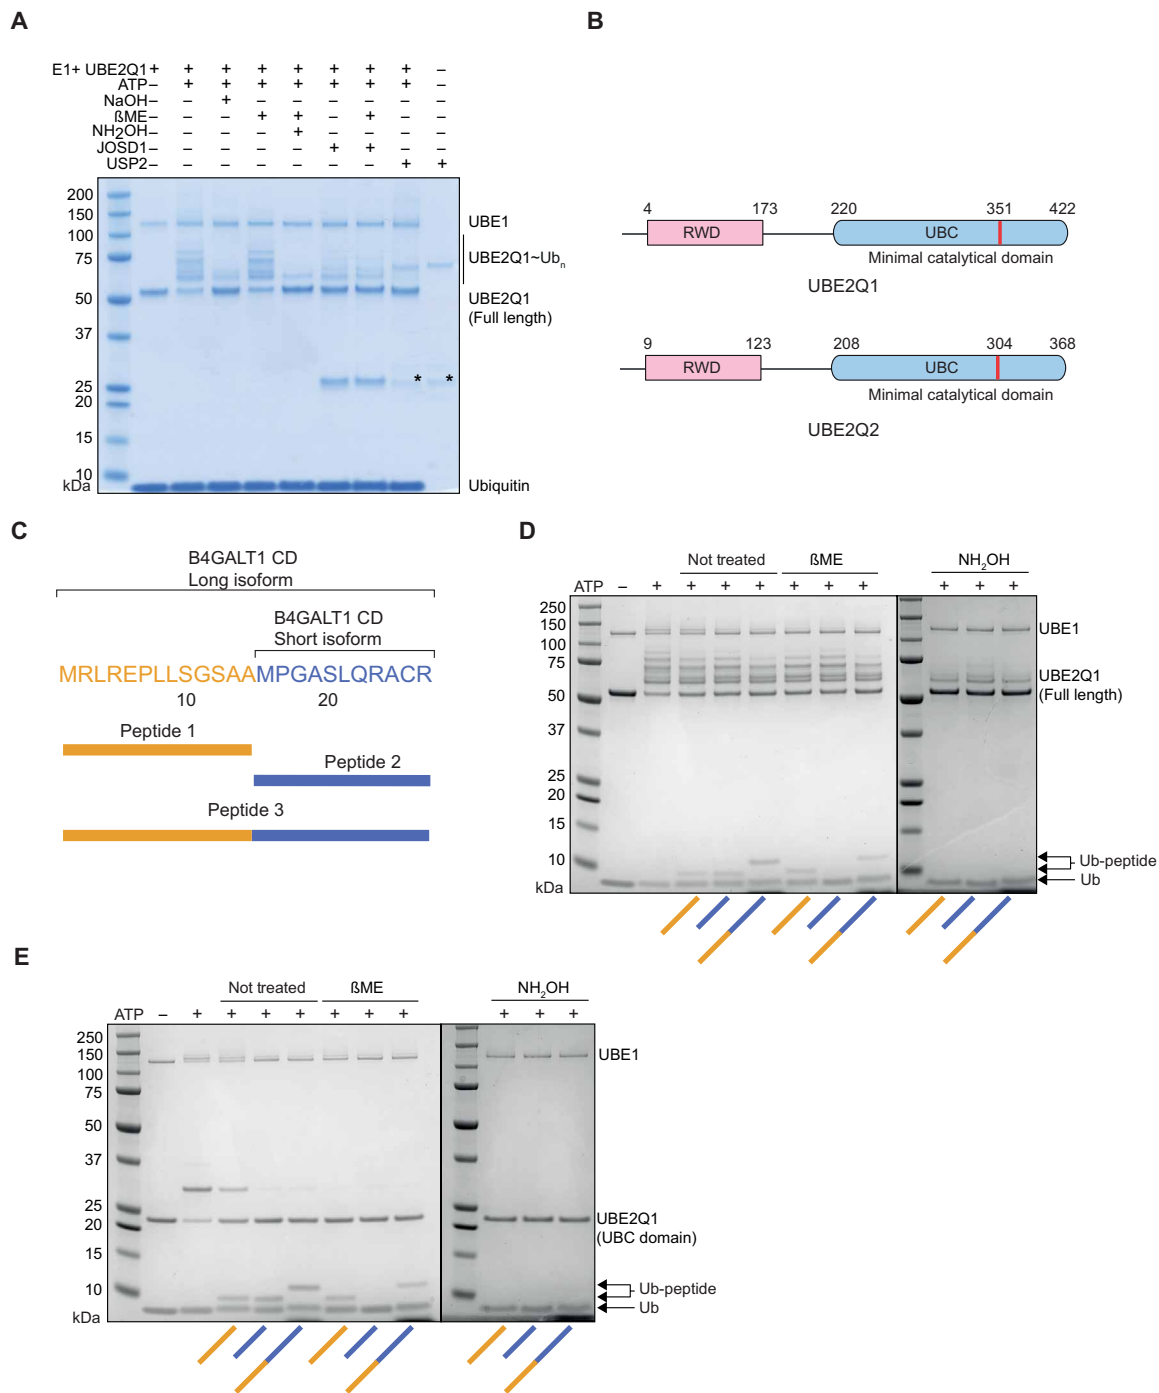 A
E1+ UBE2Q1 + + + + + + + + –
ATP – + + + + + + + –
NaOH – – + – – – – – –
ßME – – – + + – + – –
NH2OH – – – – + – – – –
JOSD1 – – – – – + + – –
USP2 – – – – – – – + +
200
150
100
75
50
37
25
20
15
10
kDa
UBE1
UBE2Q1~Ubn
UBE2Q1
(Full length)
* *
Ubiquitin
B
4 173 220 351 422
RWD UBC
Minimal catalytical domain
UBE2Q1
9 123 208 304 368
RWD UBC
Minimal catalytical domain
UBE2Q2
C
B4GALT1 CD
Long isoform
B4GALT1 CD
Short isoform
MRLREPLLSGSAAMPGASLQRACR
10 20
Peptide 1
Peptide 2
Peptide 3
D
Not treated ßME NH2OH
ATP – + + + + + + + + + +
250
150
100
75
50
37
25
20
15
10
kDa
UBE1
UBE2Q1
(Full length)
Ub-peptide
Ub
E
Not treated ßME NH2OH
ATP – + + + + + + + + + +
250
150
100
75
50
37
25
20
15
10
kDa
UBE1
UBE2Q1
(UBC domain)
Ub-peptide
Ub